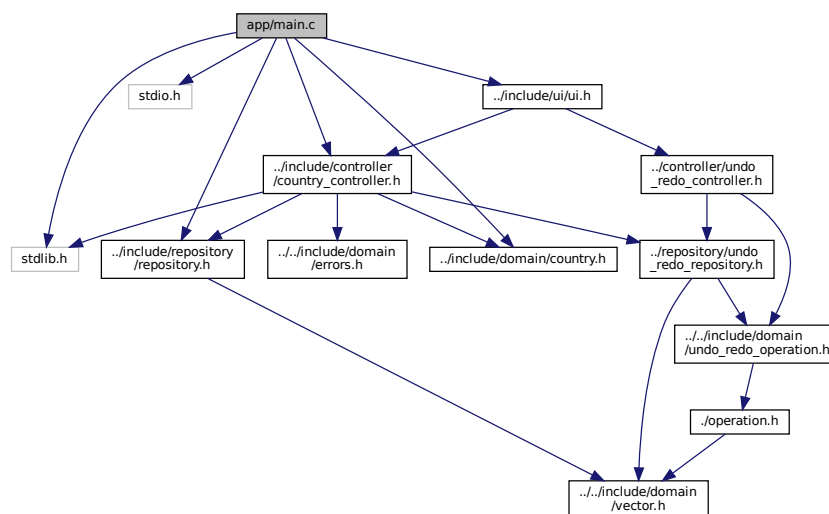 app/main.c
stdio.h
../include/ui/ui.h
../include/controller
/country_controller.h
../controller/undo
_redo_controller.h
stdlib.h
../include/repository
/repository.h
../../include/domain
/errors.h
../include/domain/country.h
../repository/undo
_redo_repository.h
../../include/domain
/undo_redo_operation.h
./operation.h
../../include/domain
/vector.h